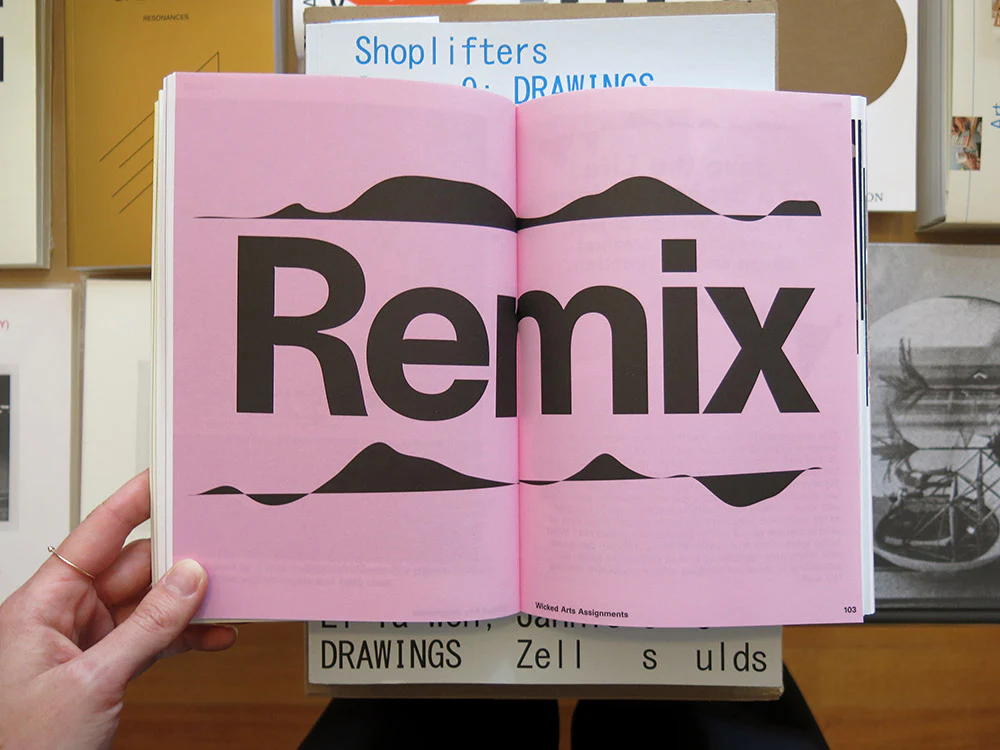 RESONANCES
Shoplifters
DRAWINGS
Remix
Wicked Arts Assignments
103
DRAWINGS Zell s ulds